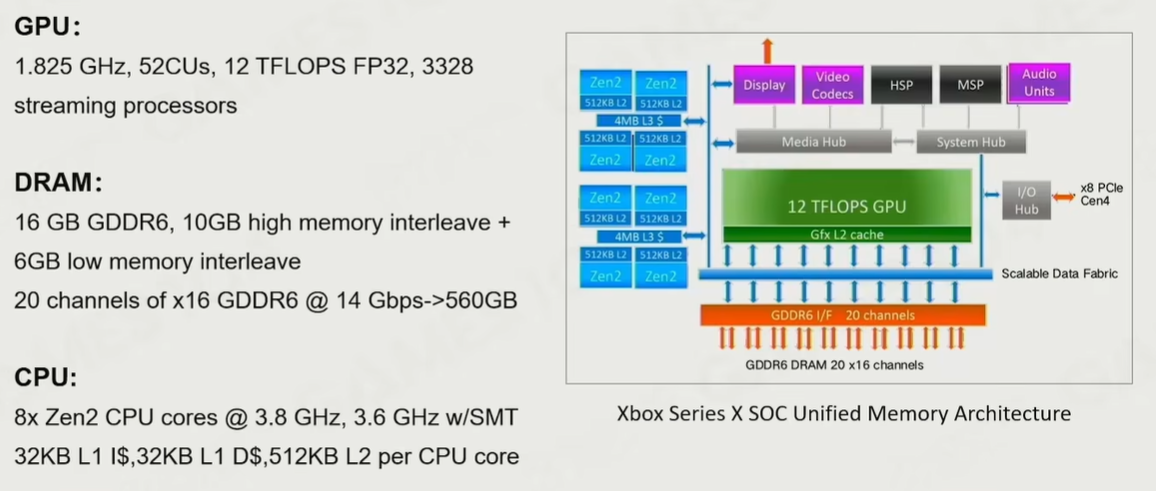 GPU:
1.825 GHz, 52CUs, 12 TFLOPS FP32, 3328
streaming processors
DRAM:
16 GB GDDR6, 10GB high memory interleave +
6GB low memory interleave
20 channels of x16 GDDR6 @ 14 Gbps->560GB
CPU:
8x Zen2 CPU cores @ 3.8 GHz, 3.6 GHz w/SMT
32KB L1 I$,32KB L1 D$,512KB L2 per CPU core
Zen2 Zen2
512KB L2 512KB L2
4MB L3 $
512KB L2 512KB L2
Zen2 Zen2
Zen2 Zen2
512KB L2 512KB L2
4MB L3 $
512KB L2 512KB L2
Zen2 Zen2
Display
Video
Codecs
HSP
MSP
Audio
Units
Media Hub
System Hub
12 TFLOPS GPU
Gfx L2 cache
I/O
Hub
x8 PCIe
Cen4
Scalable Data Fabric
GDDR6 I/F 20 channels
GDDR6 DRAM 20 x16 channels
Xbox Series X SOC Unified Memory Architecture